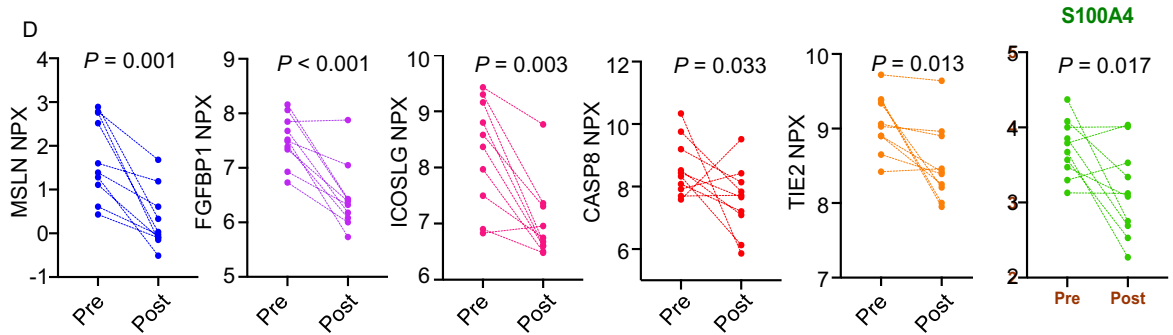 D
S100A4
P = 0.001
P < 0.001
P = 0.003
P = 0.033
P = 0.013
P = 0.017
MSLN NPX
4
3
2
1
0
-1
Pre
Post
FGFBP1 NPX
9
8
7
6
5
Pre
Post
ICOSLG NPX
10
9
8
7
6
Pre
Post
CASP8 NPX
12
10
8
6
Pre
Post
TIE2 NPX
10
9
8
7
Pre
Post
5
4
3
2
Pre
Post